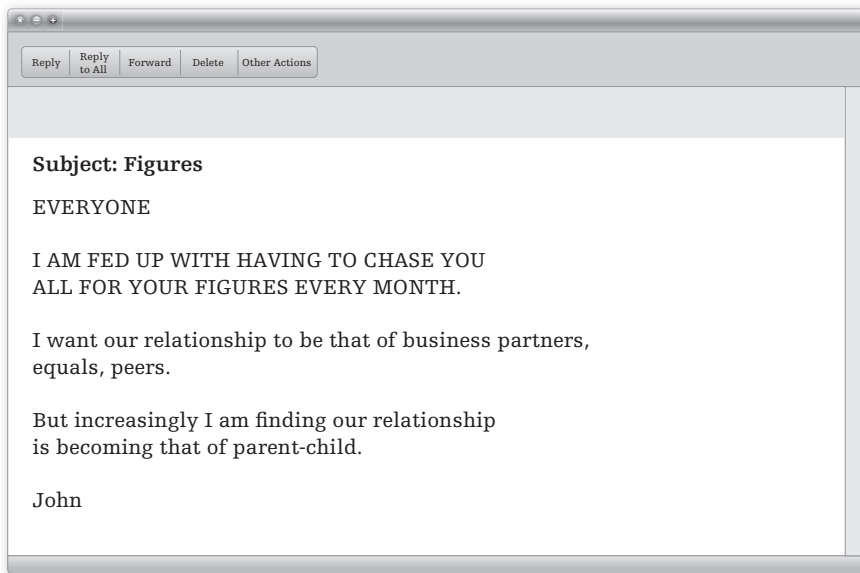 Reply
Reply
to All
Forward
Delete
Other Actions
Subject: Figures
EVERYONE
I AM FED UP WITH HAVING TO CHASE YOU
ALL FOR YOUR FIGURES EVERY MONTH.
I want our relationship to be that of business partners,
equals, peers.
But increasingly I am finding our relationship
is becoming that of parent-child.
John